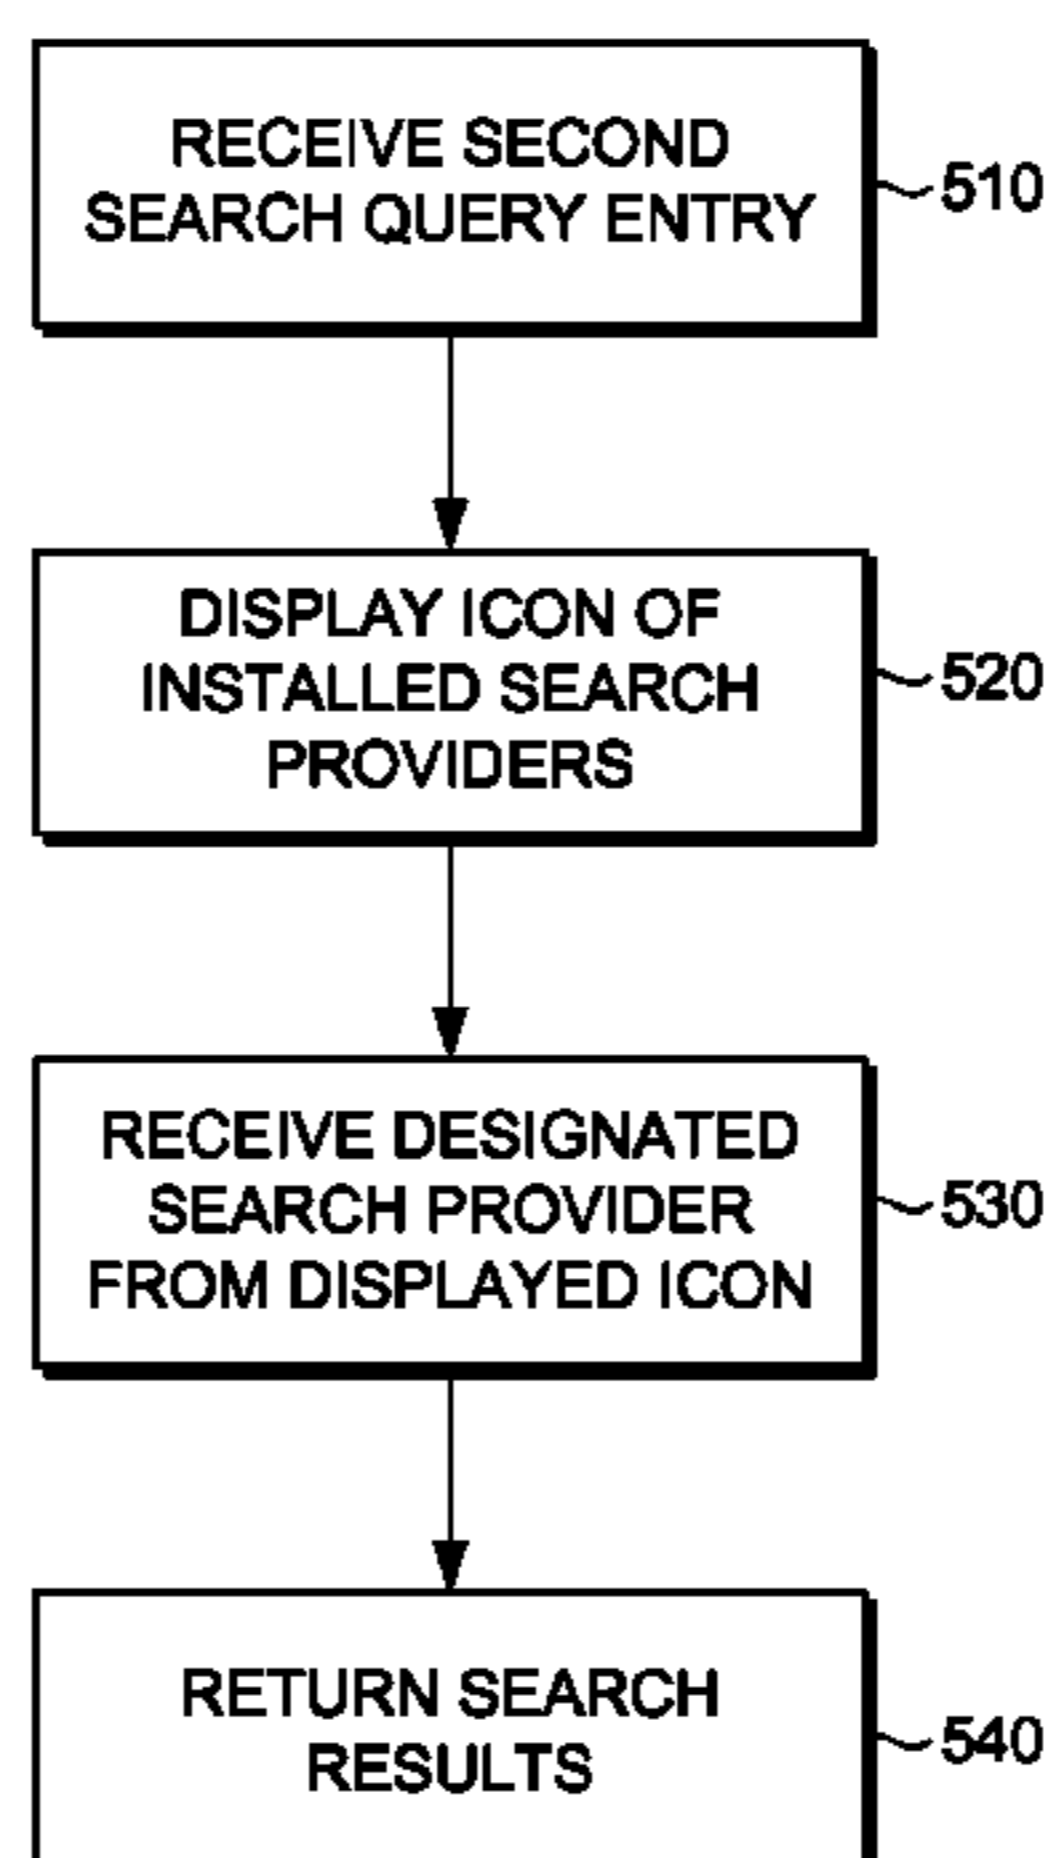 RECEIVE SECOND
SEARCH QUERY ENTRY
510
DISPLAY ICON OF
INSTALLED SEARCH
PROVIDERS
520
RECEIVE DESIGNATED
SEARCH PROVIDER
FROM DISPLAYED ICON
530
RETURN SEARCH
RESULTS
540